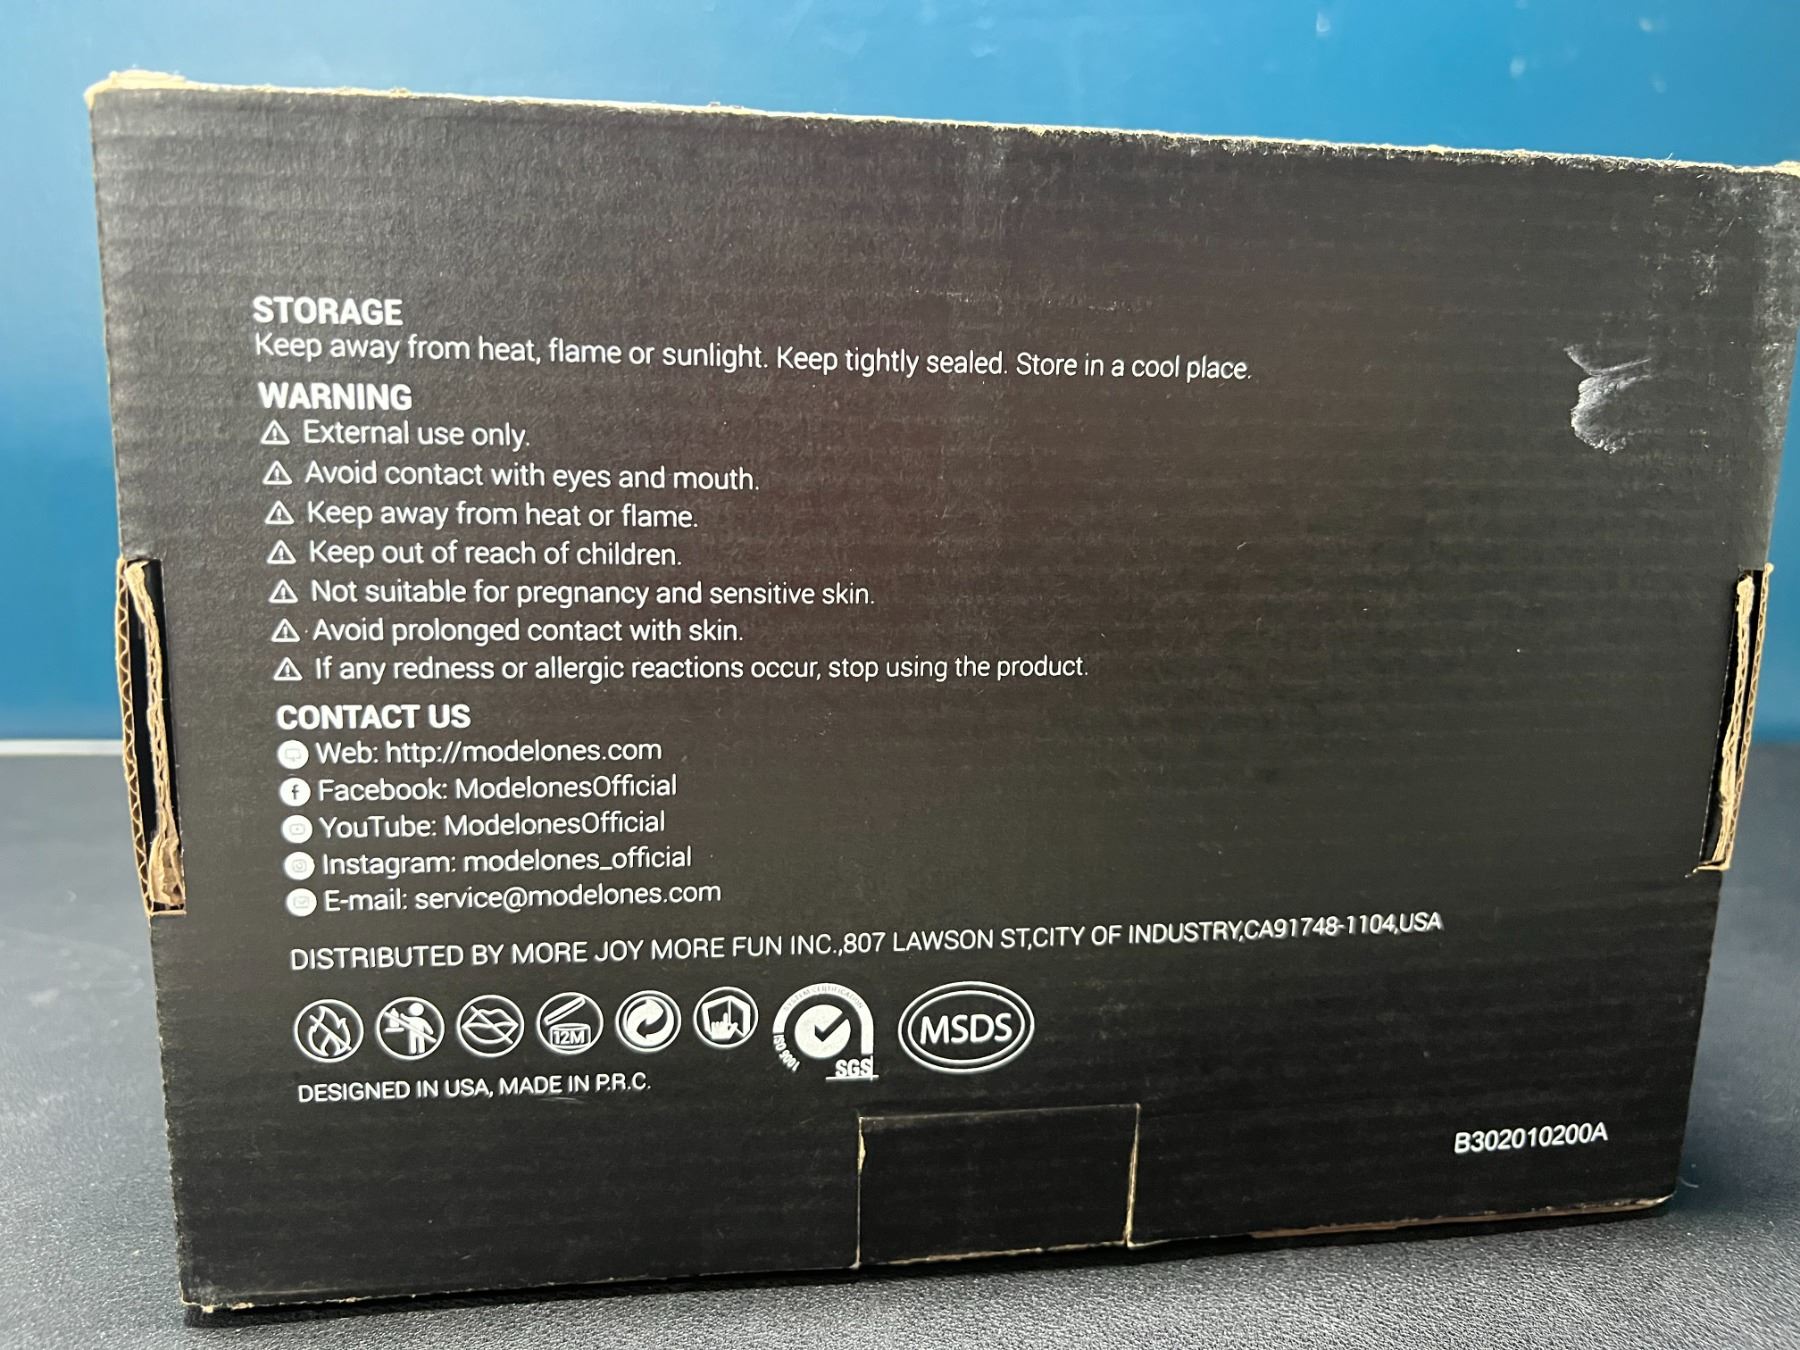 STORAGE
Keep away from heat, flame or sunlight. Keep tightly sealed. Store in a cool place.
WARNING
External use only.
Avoid contact with eyes and mouth.
Keep away from heat or flame.
Keep out of reach of children.
Not suitable for pregnancy and sensitive skin.
Avoid prolonged contact with skin.
If any redness or allergic reactions occur, stop using the product.
CONTACT US
Web: http://modelones.com
Facebook: ModelonesOfficial
YouTube: ModelonesOfficial
Instagram: modelones_official
E-mail: service@modelones.com
DISTRIBUTED BY MORE JOY MORE FUN INC.,807 LAWSON ST,CITY OF INDUSTRY,CA91748-1104,USA
12M
SYSTEM CERTIFICATION
ISO 9001
SGS
MSDS
DESIGNED IN USA, MADE IN P.R.C.
B302010200A